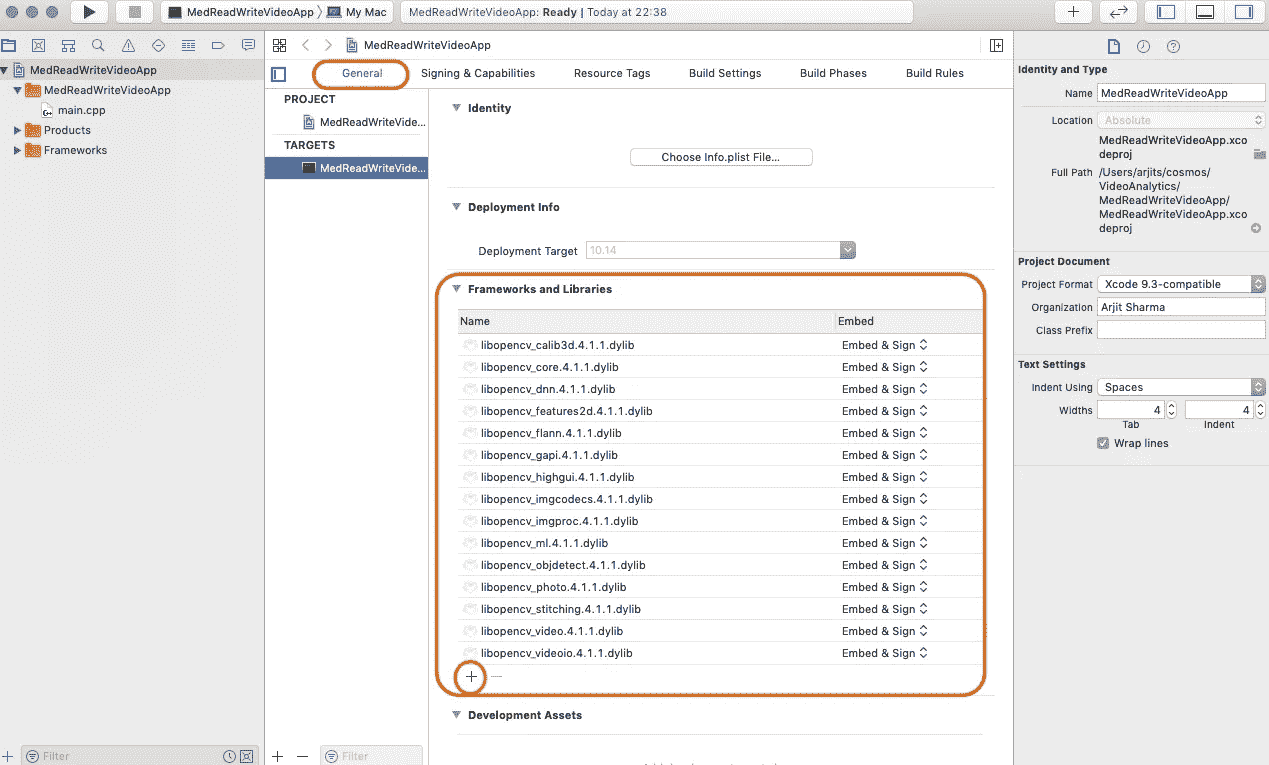 MedReadWriteVideoApp 〉 My Mac
MedReadWriteVideoApp: Ready | Today at 22:38
MedReadWriteVideoApp
MedReadWriteVideoApp
main.cpp
Products
Frameworks
Filter
MedReadWriteVideoApp
General
Signing & Capabilities
Resource Tags
Build Settings
Build Phases
Build Rules
PROJECT
MedReadWriteVide...
TARGETS
MedReadWriteVide...
Filter
Identity
Choose Info.plist File...
Deployment Info
Deployment Target 10.14
Frameworks and Libraries
Name Embed
libopencv_calib3d.4.1.1.dylib Embed & Sign
libopencv_core.4.1.1.dylib Embed & Sign
libopencv_dnn.4.1.1.dylib Embed & Sign
libopencv_features2d.4.1.1.dylib Embed & Sign
libopencv_flann.4.1.1.dylib Embed & Sign
libopencv_gapi.4.1.1.dylib Embed & Sign
libopencv_highgui.4.1.1.dylib Embed & Sign
libopencv_imgcodecs.4.1.1.dylib Embed & Sign
libopencv_imgproc.4.1.1.dylib Embed & Sign
libopencv_ml.4.1.1.dylib Embed & Sign
libopencv_objdetect.4.1.1.dylib Embed & Sign
libopencv_photo.4.1.1.dylib Embed & Sign
libopencv_stitching.4.1.1.dylib Embed & Sign
libopencv_video.4.1.1.dylib Embed & Sign
libopencv_videoio.4.1.1.dylib Embed & Sign
Development Assets
Identity and Type
Name MedReadWriteVideoApp
Location Absolute
MedReadWriteVideoApp.xco
deproj
Full Path /Users/arjits/cosmos/
VideoAnalytics/
MedReadWriteVideoApp/
MedReadWriteVideoApp.xco
deproj
Project Document
Project Format Xcode 9.3-compatible
Organization Arjit Sharma
Class Prefix
Text Settings
Indent Using Spaces
Widths 4 4
Tab Indent
Wrap lines